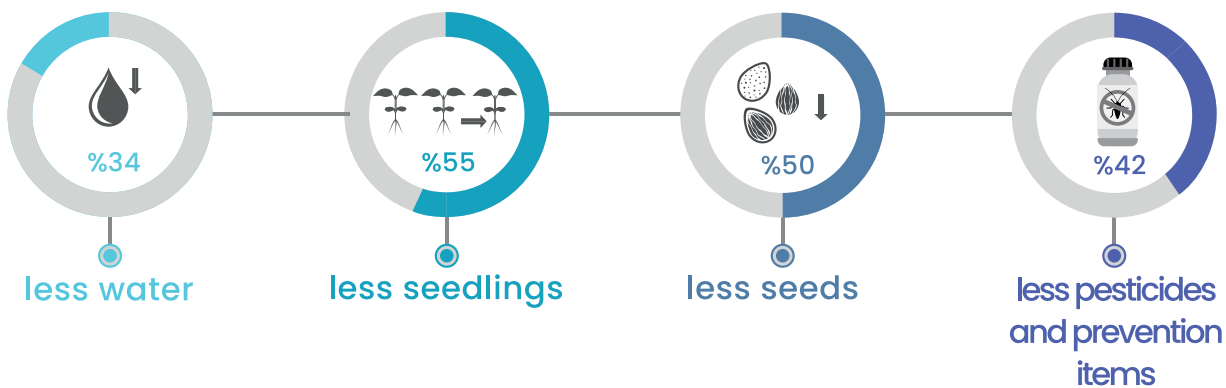 %34
less water
%55
less seedlings
%50
less seeds
%42
less pesticides
and prevention
items